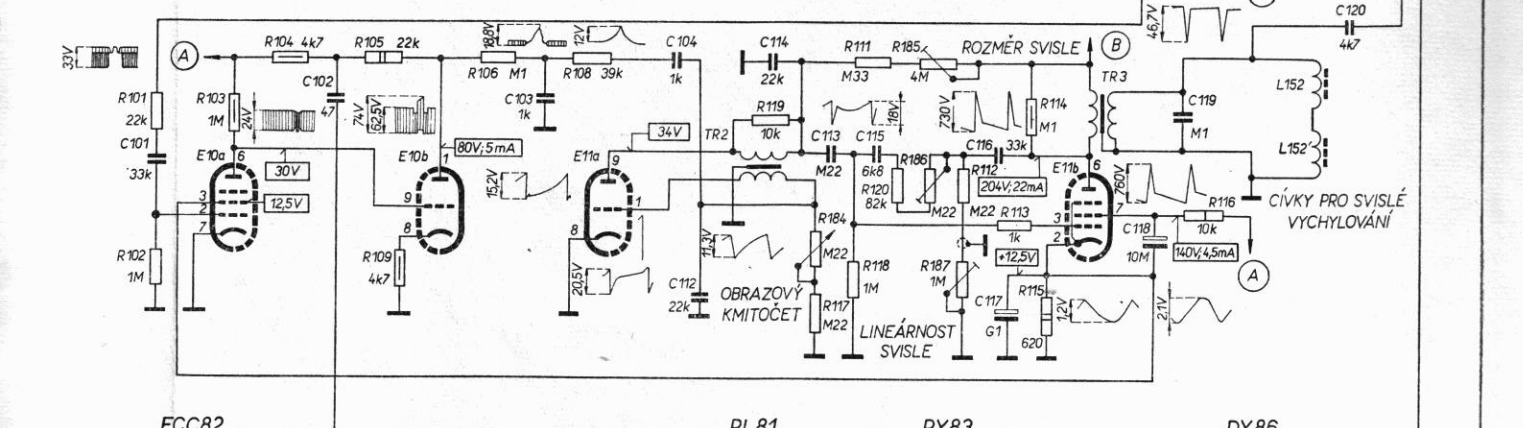 46,7V
C120
4k7
33V
A
R104 4k7
R105 22k
18,8V
12V
C104
1k
C114
22k
R111
M33
R185
4M
ROZMĚR SVISLE
B
TR3
R106 M1
R108 39k
C102
47
R101
22k
R103
1M
24V
74V
62,5V
C103
1k
R119
10k
18V
730V
R114
M1
C119
M1
L152
L152'
C101
33k
E10a
6
30V
E10b
1
80V; 5mA
E11a
9
34V
TR2
C113
M22
C115
6k8
R186
M22
C116 33k
R112
M22
204V; 22mA
E11b
6
760V
3
2
7
12,5V
9
8
15,2V
8
1
R120
82k
R184
M22
R113
1k
3
2
7
R116
10k
CÍVKY PRO SVISLÉ
VYCHYLOVÁNÍ
R102
1M
R109
4k7
20,5V
11,3V
C118
10M
140V; 4,5mA
A
C112
22k
OBRAZOVÝ
KMITOČET
R117
M22
R118
1M
R187
1M
+12,5V
C117
G1
R115
620
1,2V
2,1V
LINEÁRNOST
SVISLE
ECC82
PL81
PY83
DY86